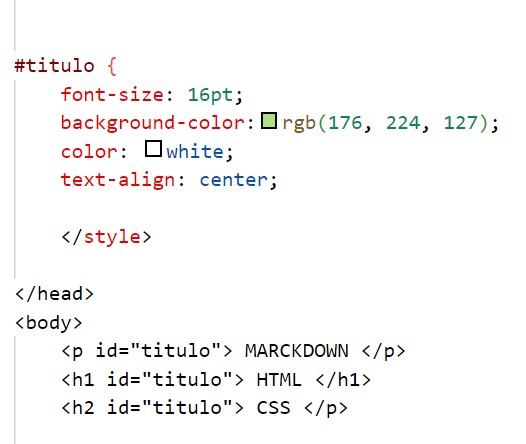 #titulo {
font-size: 16pt;
background-color: rgb(176, 224, 127);
color: white;
text-align: center;
</style>
</head>
<body>
<p id="titulo"> MARCKDOWN </p>
<h1 id="titulo"> HTML </h1>
<h2 id="titulo"> CSS </p>